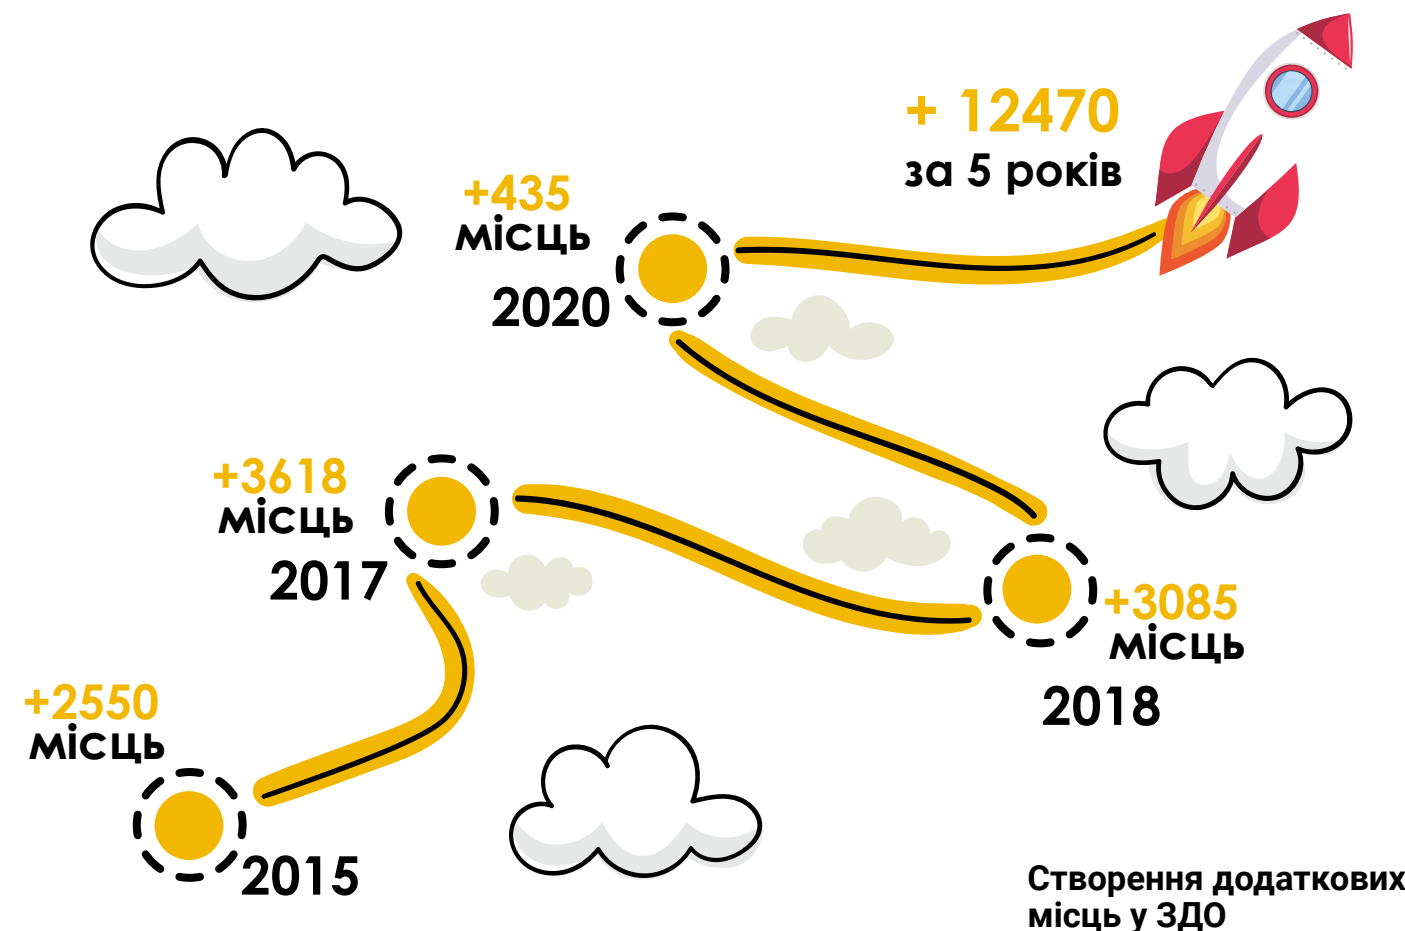 + 12470
за 5 років
+435
місць
2020
+3618
місць
2017
+3085
місць
2018
+2550
місць
2015
Створення додаткових
місць у ЗДО